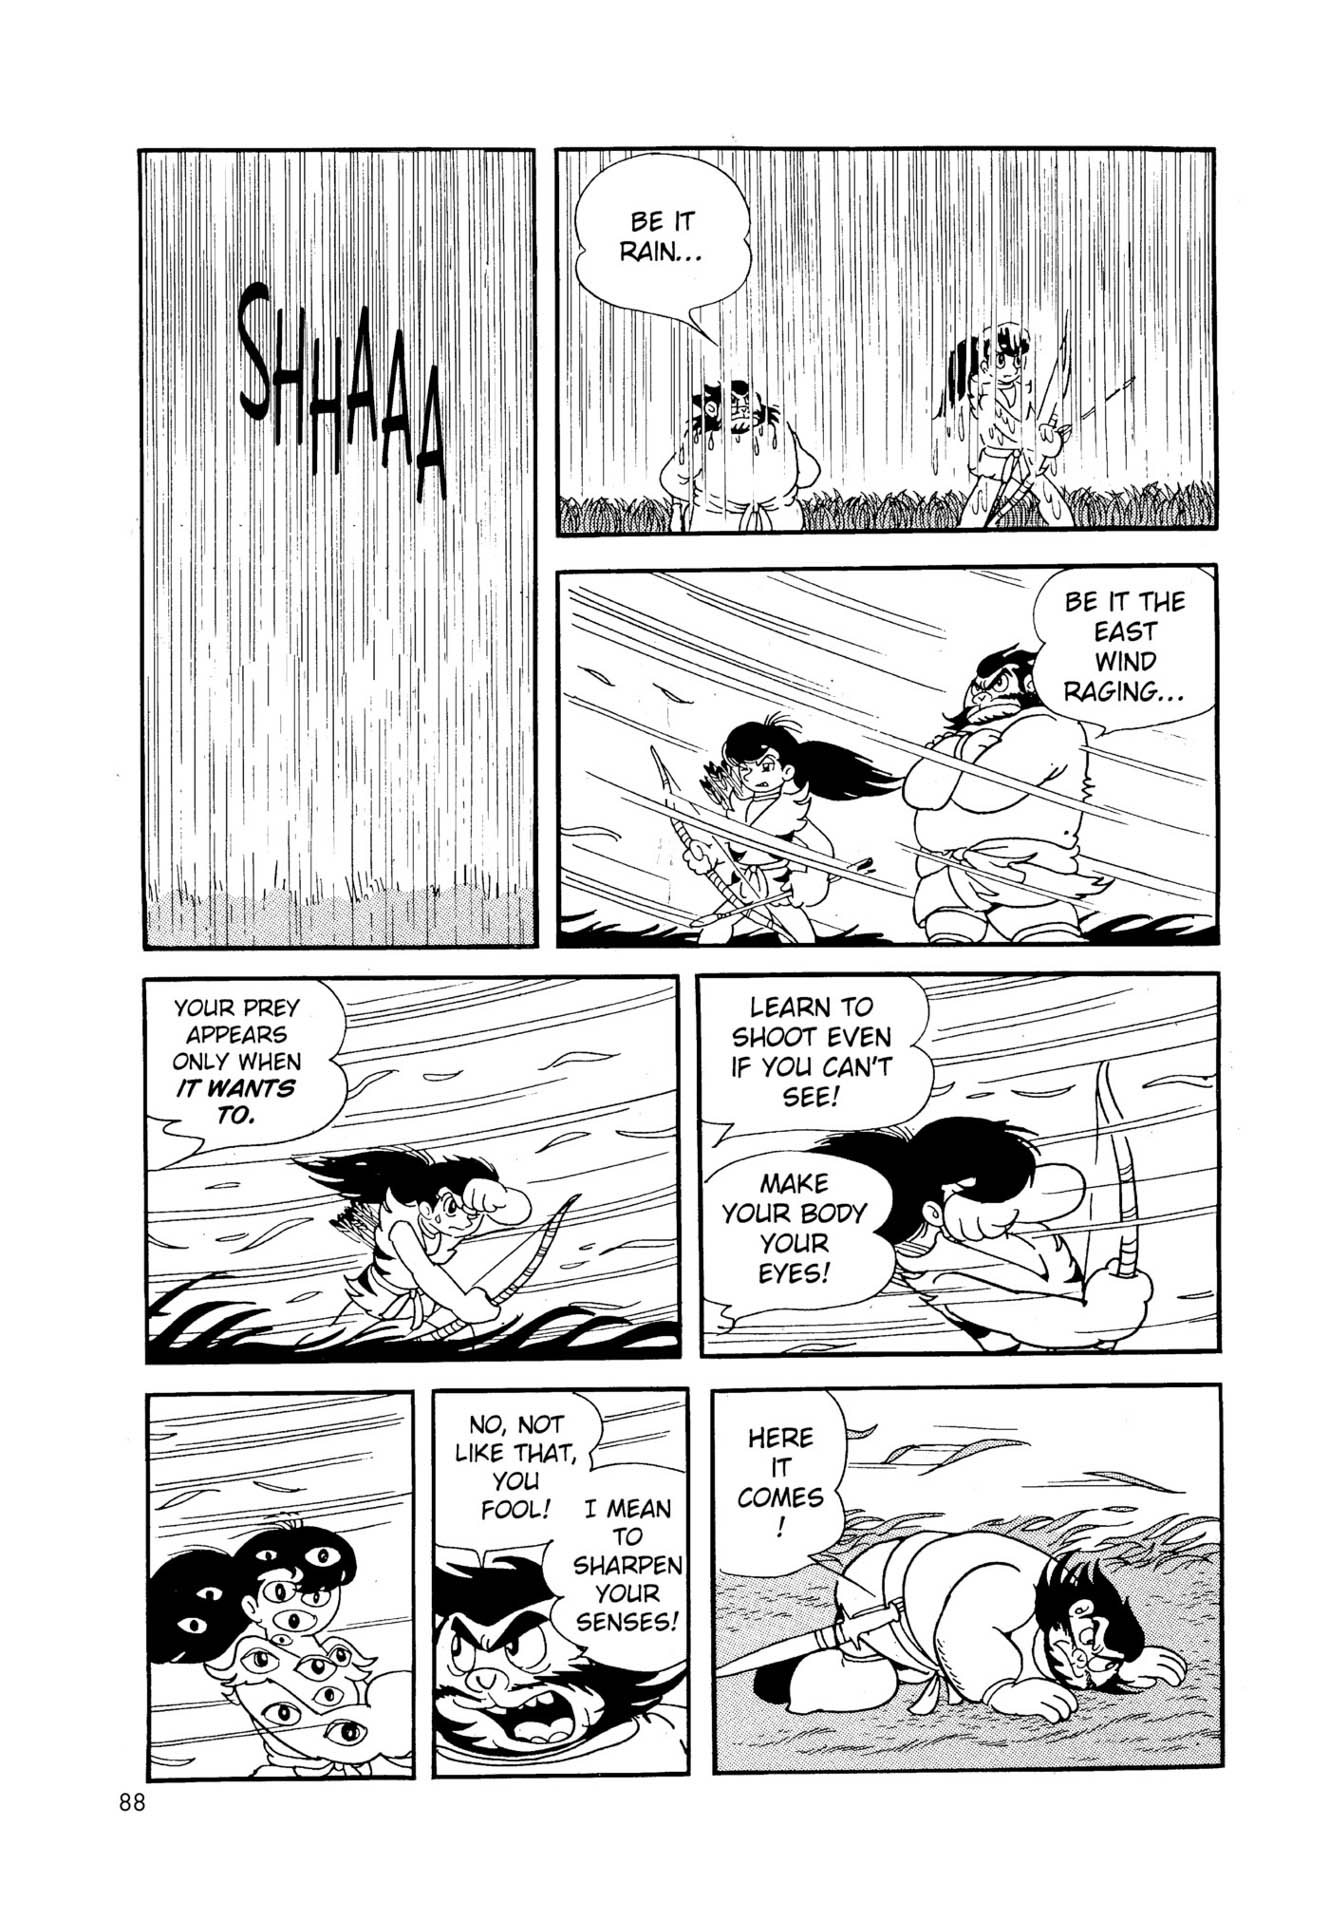 SHHAAA
BE IT
RAIN...
BE IT THE
EAST
WIND
RAGING...
YOUR PREY
APPEARS
ONLY WHEN
IT WANTS
TO.
LEARN TO
SHOOT EVEN
IF YOU CAN'T
SEE!
MAKE
YOUR BODY
YOUR
EYES!
NO, NOT
LIKE THAT,
YOU
FOOL!
I MEAN
TO
SHARPEN
YOUR
SENSES!
HERE
IT
COMES
!
88